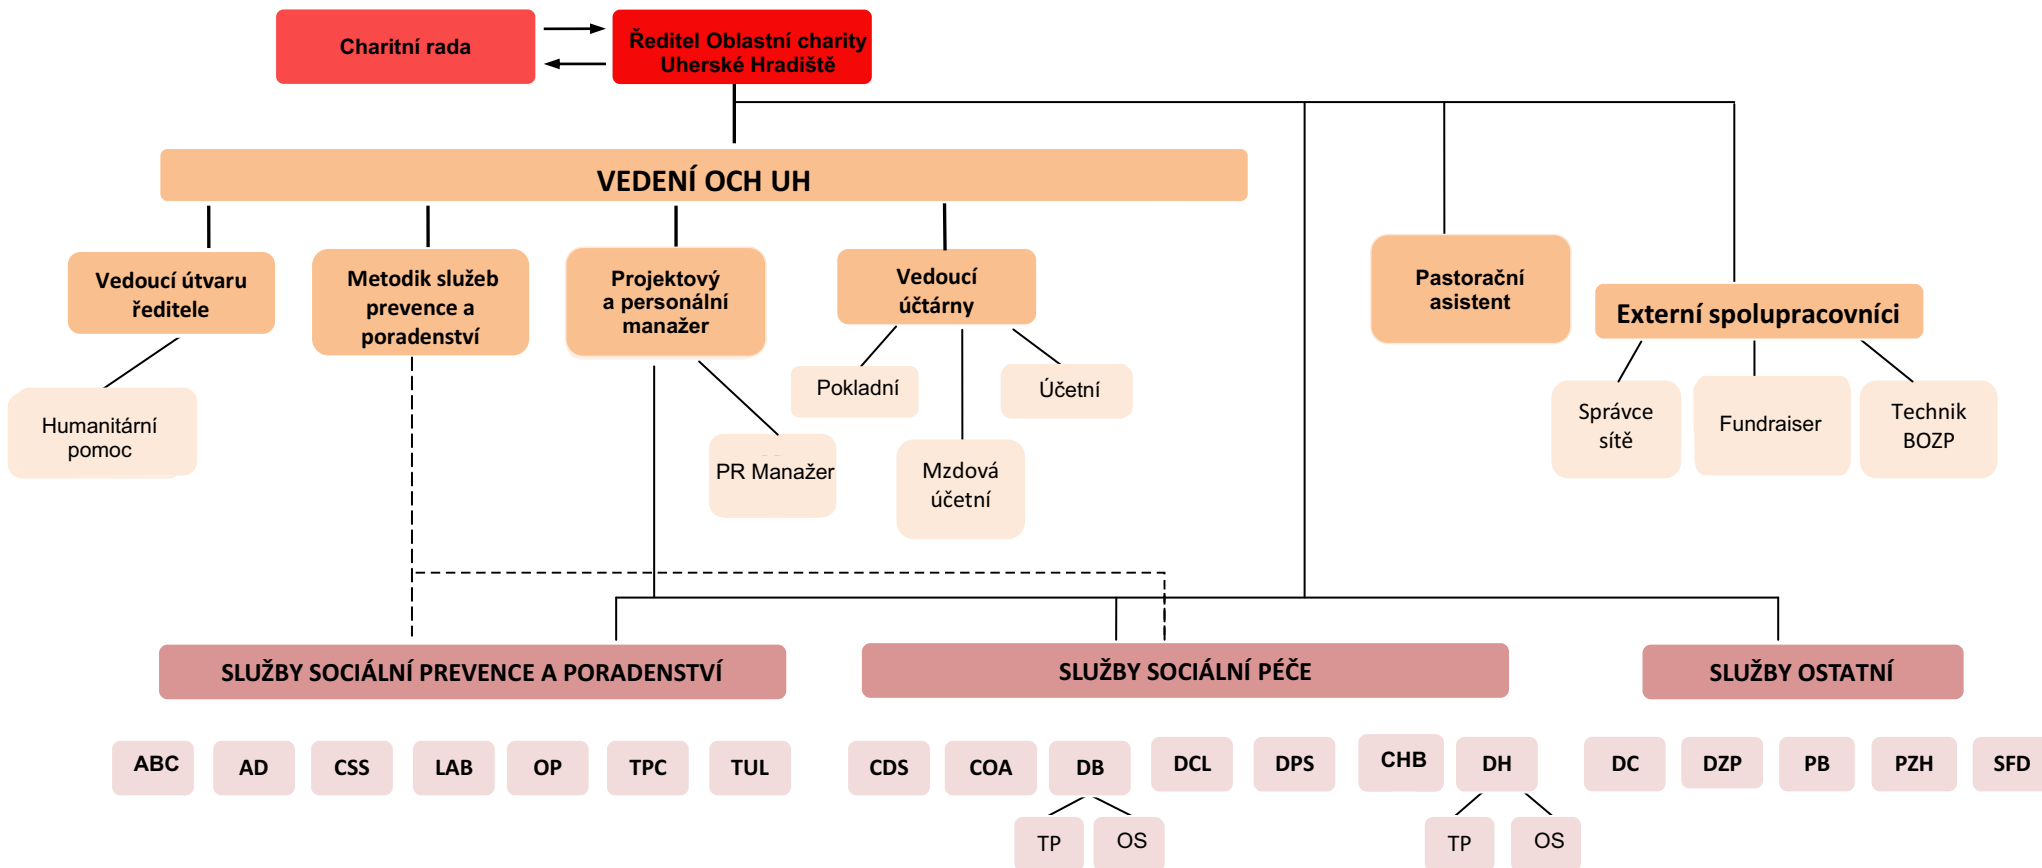 Charitní rada
Ředitel Oblastní charity
Uherské Hradiště
VEDENÍ OCH UH
Vedoucí útvaru
ředitele
Metodik služeb
prevence a
poradenství
Projektový
a personální
manažer
Vedoucí
účtárny
Pastorační
asistent
Externí spolupracovníci
Humanitární
pomoc
PR Manažer
Pokladní
Mzdová
účetní
Účetní
Správce
sítě
Fundraiser
Technik
BOZP
SLUŽBY SOCIÁLNÍ PREVENCE A PORADENSTVÍ
SLUŽBY SOCIÁLNÍ PÉČE
SLUŽBY OSTATNÍ
ABC
AD
CSS
LAB
OP
TPC
TUL
CDS
COA
DB
DCL
DPS
CHB
DH
DC
DZP
PB
PZH
SFD
TP
OS
TP
OS